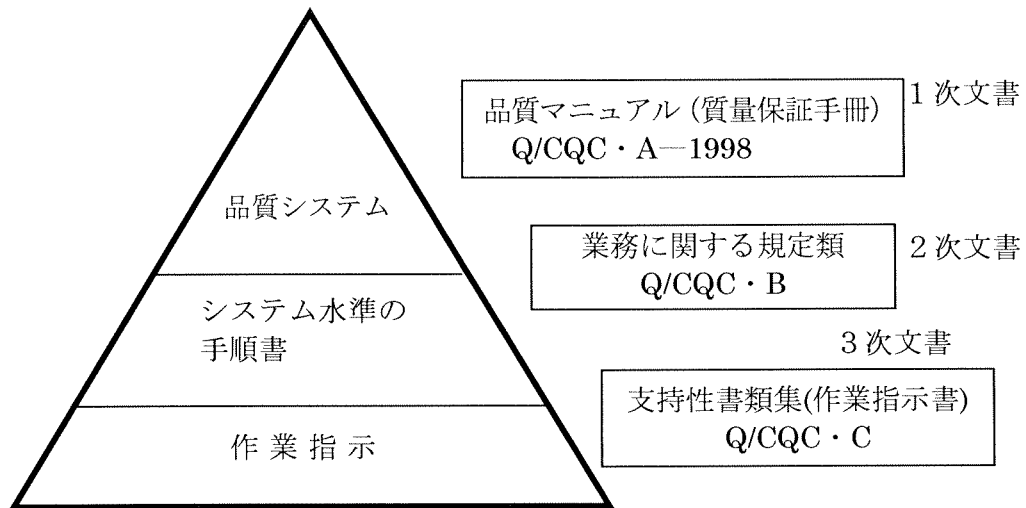 品質マニュアル(質量保証手冊)
Q/CQC・A—1998
1次文書
品質システム
業務に関する規定類
Q/CQC・B
2次文書
システム水準の
手順書
3次文書
支持性書類集(作業指示書)
Q/CQC・C
作業指示